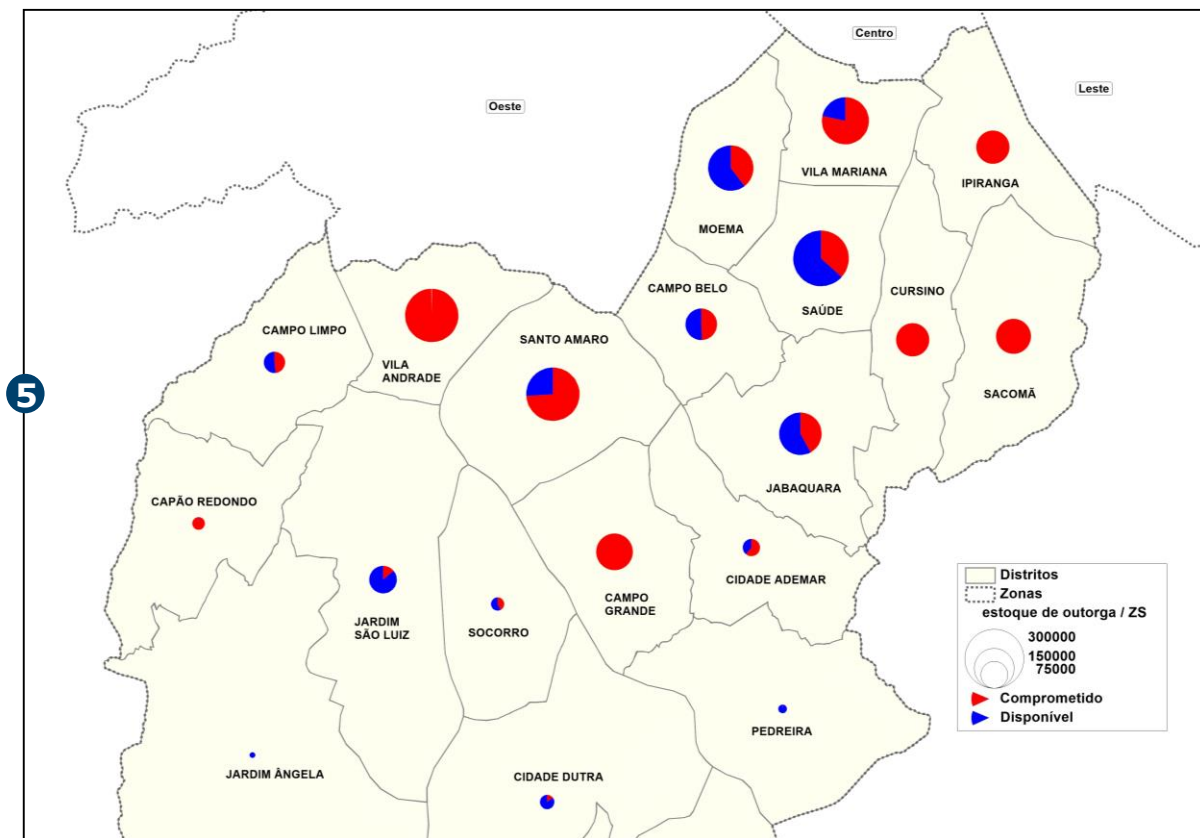 Centro
Oeste
Leste
VILA MARIANA
IPIRANGA
MOEMA
CAMPO BELO
CURSINO
SAÚDE
CAMPO LIMPO
SANTO AMARO
VILA
ANDRADE
5
SACOMÃ
JABAQUARA
CAPÃO REDONDO
CIDADE ADEMAR
CAMPO
GRANDE
JARDIM
SÃO LUIZ
SOCORRO
PEDREIRA
JARDIM ÂNGELA
CIDADE DUTRA
Distritos
Zonas
estoque de outorga / ZS
300000
150000
75000
Comprometido
Disponível